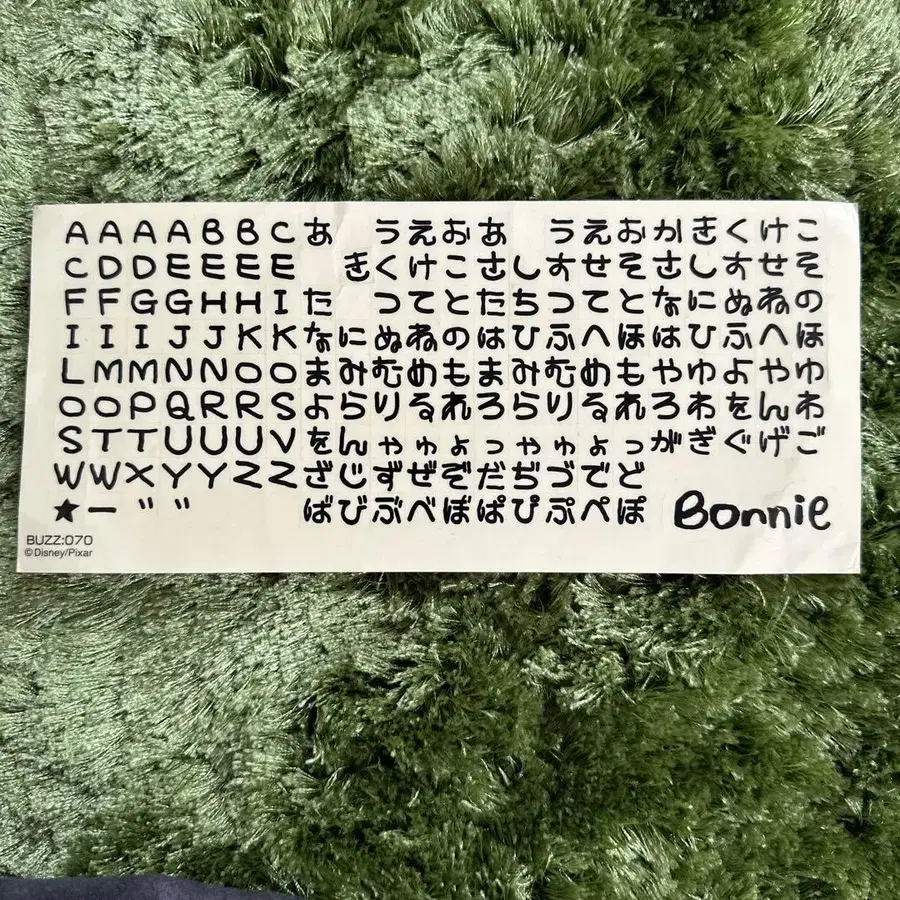 AAAABBCあ うえおあ うえおかきくけこ
CDDEEEE きくけこさしすせそさしすせそ
FFGGHHIた つてとたちつてとなにぬねの
IIIJJKKなにぬねのはひふへほはひふへほ
LMMNNOOまみむめもまみむめもやゆよやゆ
OOPQRRSよらりるれろらりるれろわをんわ
STTUUUVをんゃゅょっゃゅょっがぎぐげご
WWXYYZZざじずぜぞだぢづでど
★ー゛゛ ばびぶべぼぱぴぷぺぽ Bonnie
BUZZ:070
©Disney/Pixar